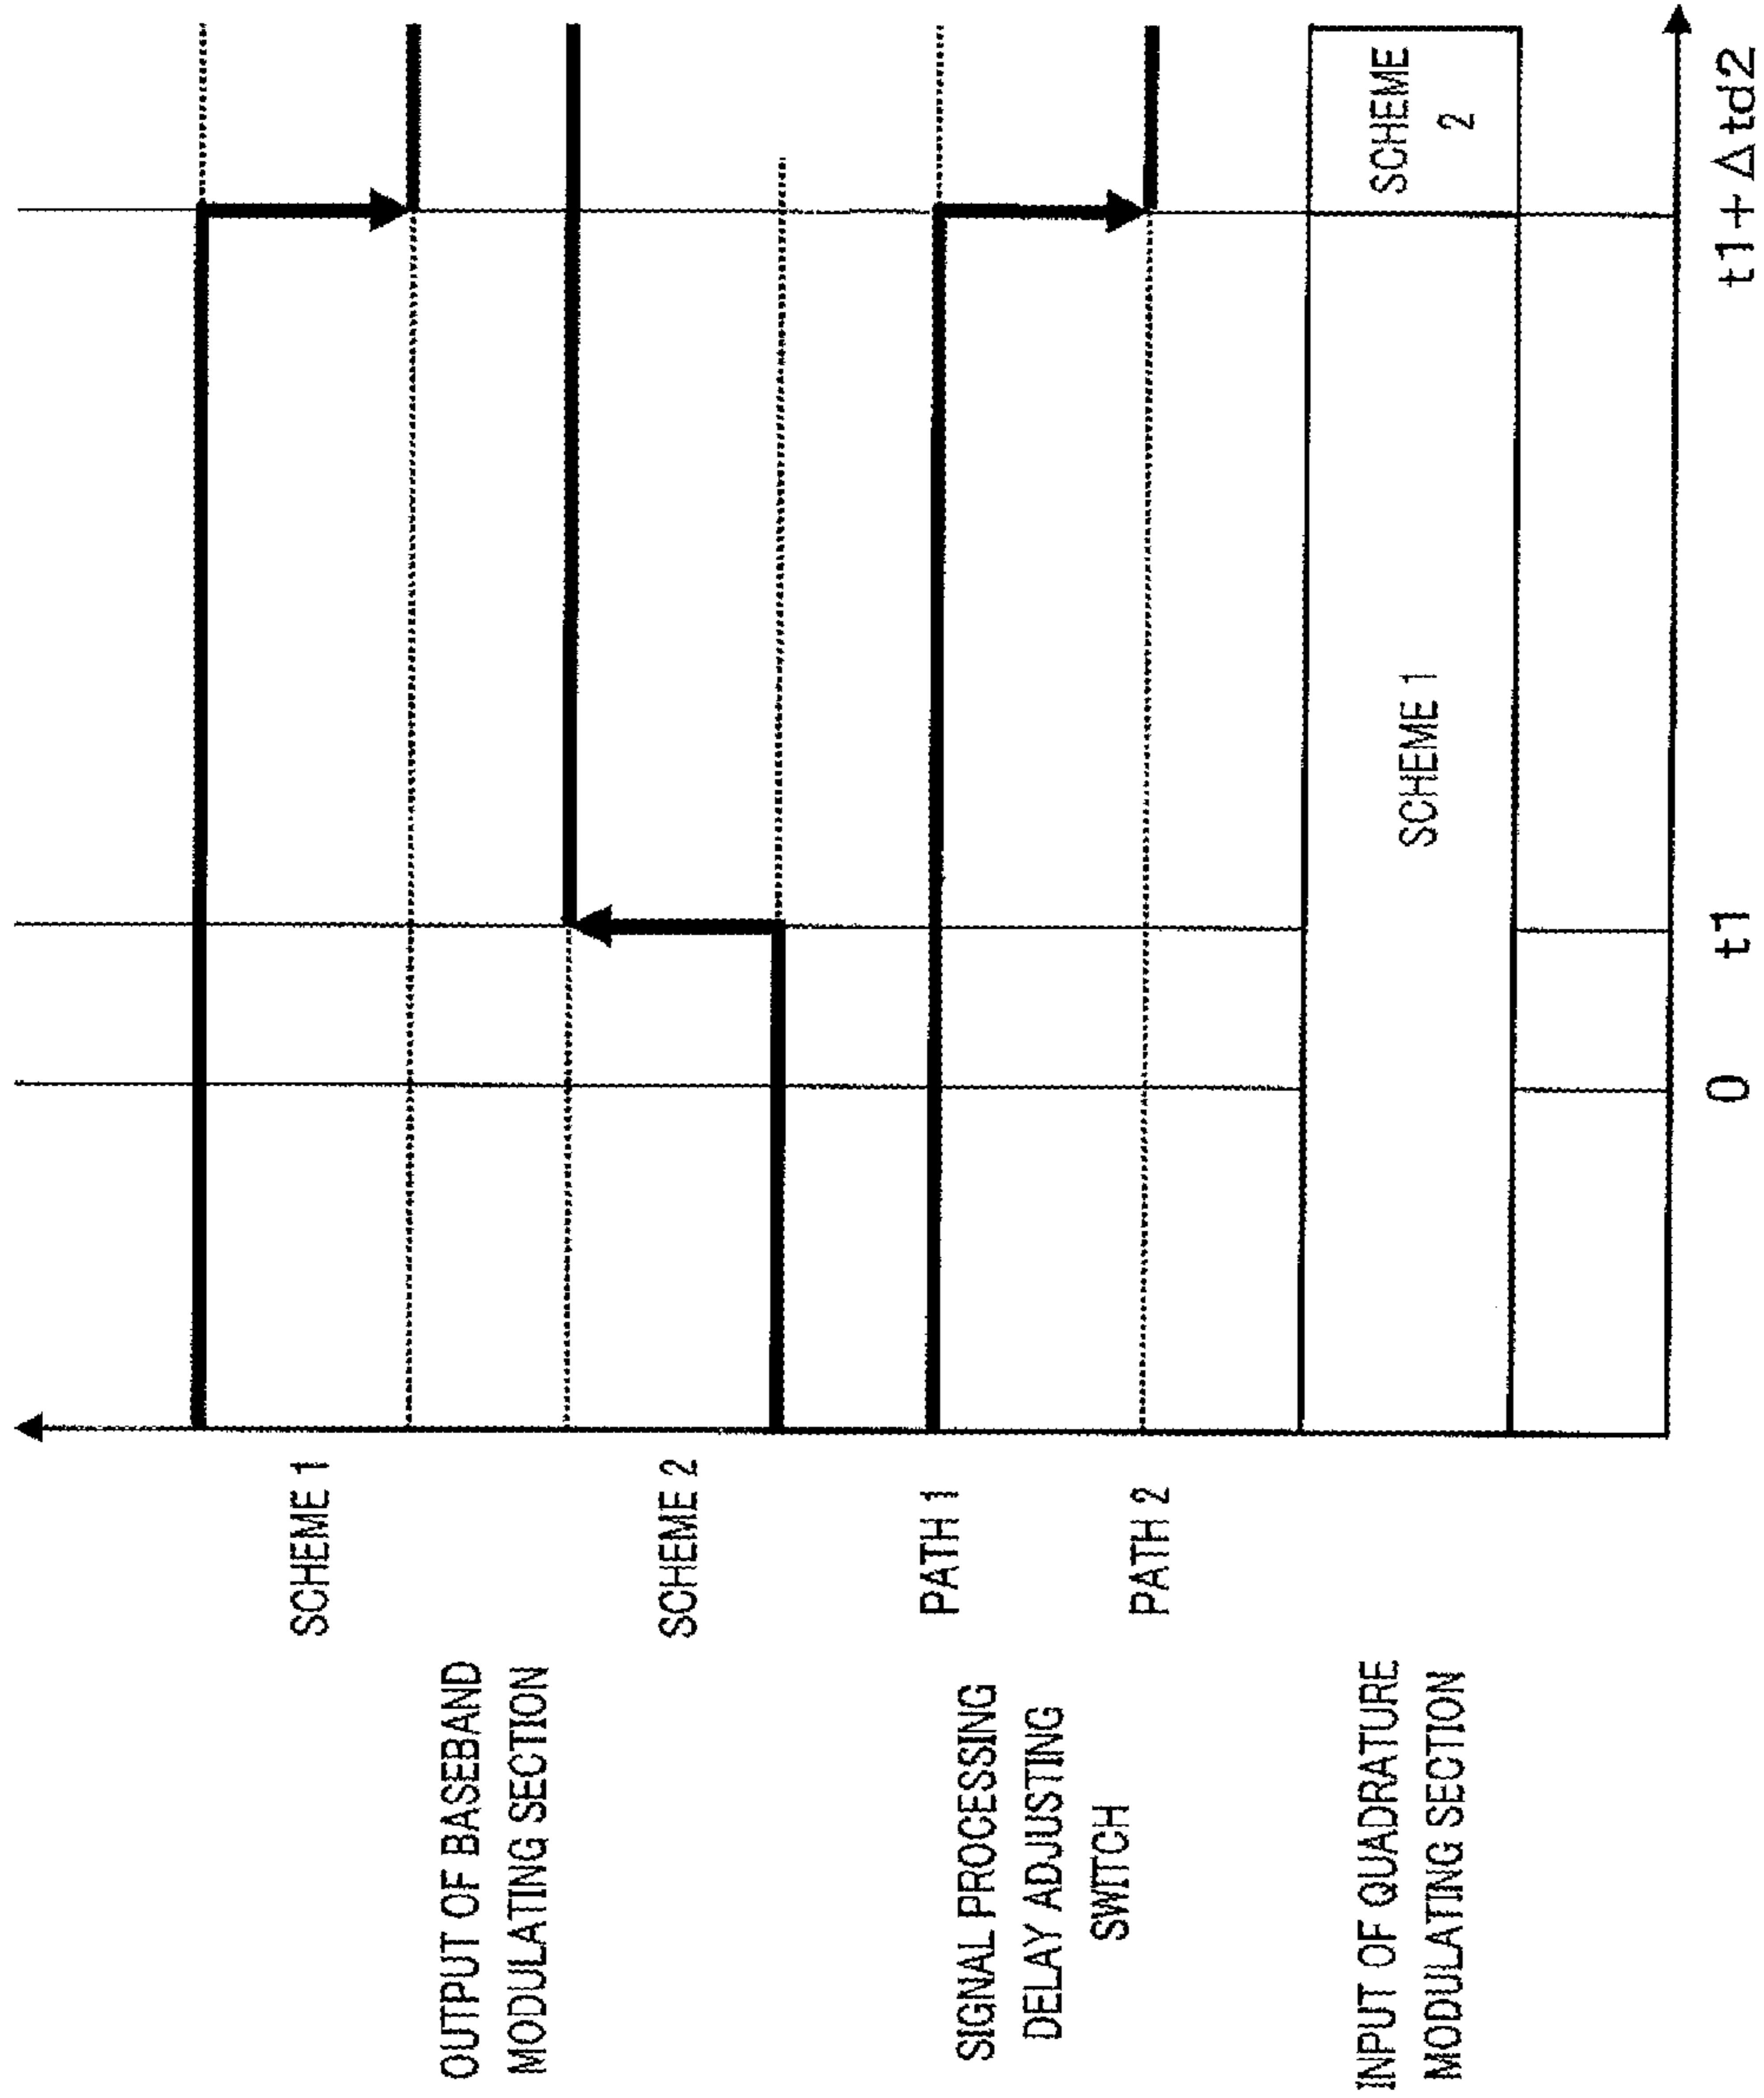 SCHEME 1
OUTPUT OF BASEBAND
MODULATING SECTION
SCHEME 2
PATH 1
SIGNAL PROCESSING
DELAY ADJUSTING
SWITCH
PATH 2
INPUT OF QUADRATURE
MODULATING SECTION
SCHEME 1
SCHEME
2
0
t1
t1+Δtd2